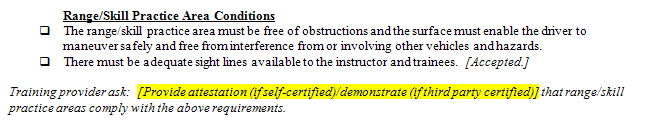 Range/Skill Practice Area Conditions
☐ The range/skill practice area must be free of obstructions and the surface must enable the driver to
maneuver safely and free from interference from or involving other vehicles and hazards.
☐ There must be adequate sight lines available to the instructor and trainees. [Accepted.]
Training provider ask: [Provide attestation (if self-certified)/demonstrate (if third party certified)] that range/skill
practice areas comply with the above requirements.